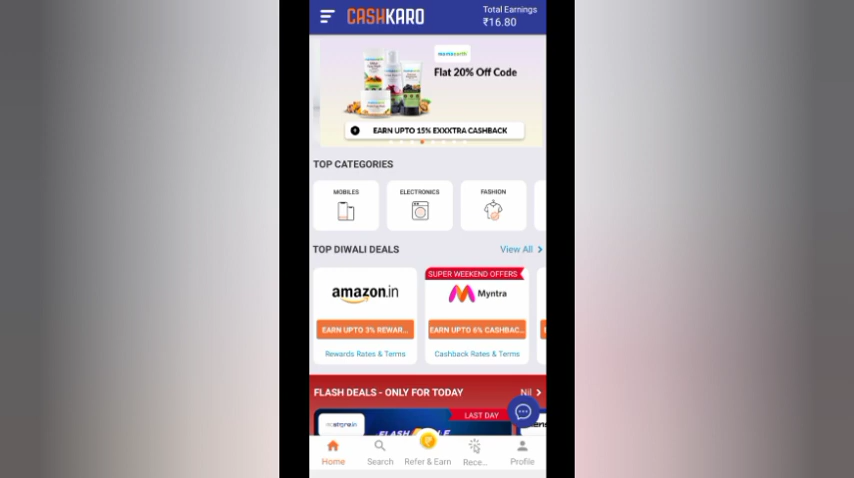 CASHKARO
Total Earnings
₹16.80
mamaearth
Flat 20% Off Code
EARN UPTO 15% EXXXTRA CASHBACK
TOP CATEGORIES
MOBILES
ELECTRONICS
FASHION
TOP DIWALI DEALS
View All
SUPER WEEKEND OFFERS
amazon.in
Myntra
EARN UPTO 3% REWAR...
EARN UPTO 6% CASHBAC...
Rewards Rates & Terms
Cashback Rates & Terms
FLASH DEALS - ONLY FOR TODAY
Nil
LAST DAY
FLASH
Home
Search
Refer & Earn
Rece...
Profile